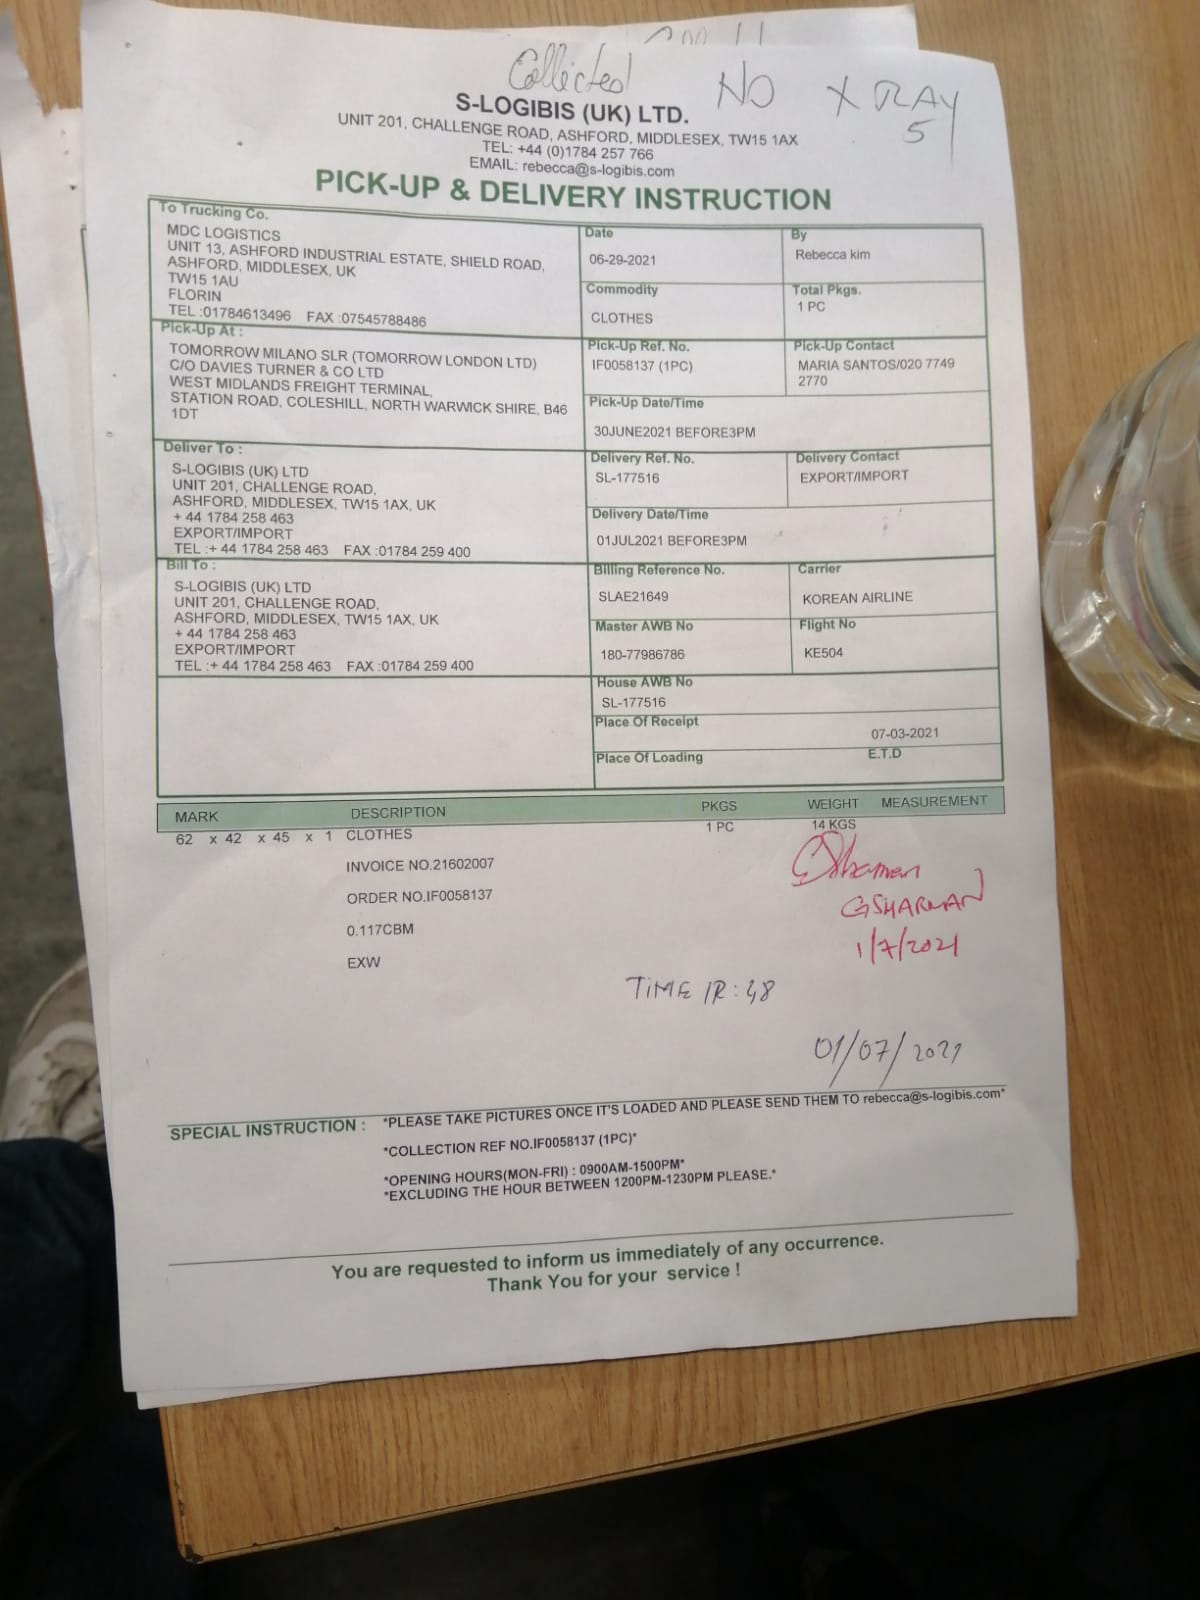 Collected
NO X RAY
5
S-LOGIBIS (UK) LTD.
UNIT 201, CHALLENGE ROAD, ASHFORD, MIDDLESEX, TW15 1AX
TEL: +44 (0)1784 257 766
EMAIL: rebecca@s-logibis.com
PICK-UP & DELIVERY INSTRUCTION
To Trucking Co.
MDC LOGISTICS
UNIT 13, ASHFORD INDUSTRIAL ESTATE, SHIELD ROAD,
ASHFORD, MIDDLESEX, UK
TW15 1AU
FLORIN
TEL :01784613496 FAX :07545788486
Date
06-29-2021
By
Rebecca kim
Commodity
CLOTHES
Total Pkgs.
1 PC
Pick-Up At :
TOMORROW MILANO SLR (TOMORROW LONDON LTD)
C/O DAVIES TURNER & CO LTD
WEST MIDLANDS FREIGHT TERMINAL,
STATION ROAD, COLESHILL, NORTH WARWICK SHIRE, B46
1DT
Pick-Up Ref. No.
IF0058137 (1PC)
Pick-Up Contact
MARIA SANTOS/020 7749
2770
Pick-Up Date/Time
30JUNE2021 BEFORE3PM
Deliver To :
S-LOGIBIS (UK) LTD
UNIT 201, CHALLENGE ROAD,
ASHFORD, MIDDLESEX, TW15 1AX, UK
+ 44 1784 258 463
EXPORT/IMPORT
TEL :+ 44 1784 258 463 FAX :01784 259 400
Delivery Ref. No.
SL-177516
Delivery Contact
EXPORT/IMPORT
Delivery Date/Time
01JUL2021 BEFORE3PM
Bill To :
S-LOGIBIS (UK) LTD
UNIT 201, CHALLENGE ROAD,
ASHFORD, MIDDLESEX, TW15 1AX, UK
+ 44 1784 258 463
EXPORT/IMPORT
TEL :+ 44 1784 258 463 FAX :01784 259 400
Billing Reference No.
SLAE21649
Carrier
KOREAN AIRLINE
Master AWB No
180-77986786
Flight No
KE504
House AWB No
SL-177516
Place Of Receipt
07-03-2021
Place Of Loading
E.T.D
MARK DESCRIPTION PKGS WEIGHT MEASUREMENT
62 x 42 x 45 x 1 CLOTHES 1 PC 14 KGS
INVOICE NO.21602007
ORDER NO.IF0058137
0.117CBM
EXW
GSharman
GSHARMAN
1/7/2021
TIME
01/07/2021
SPECIAL INSTRUCTION : *PLEASE TAKE PICTURES ONCE IT'S LOADED AND PLEASE SEND THEM TO rebecca@s-logibis.com*
*COLLECTION REF NO.IF0058137 (1PC)*
*OPENING HOURS(MON-FRI) : 0900AM-1500PM*
*EXCLUDING THE HOUR BETWEEN 1200PM-1230PM PLEASE.*
You are requested to inform us immediately of any occurrence.
Thank You for your service !